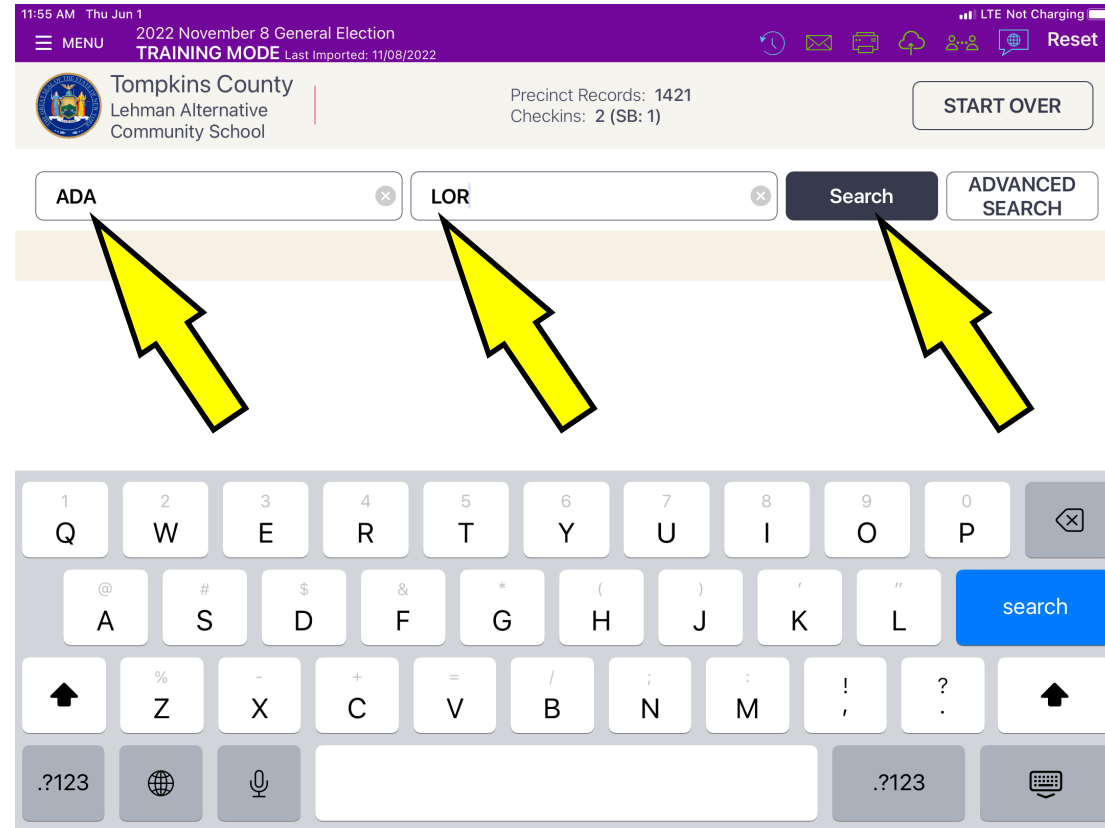 11:55 AM Thu Jun 1
LTE Not Charging
MENU
2022 November 8 General Election
TRAINING MODE Last Imported: 11/08/2022
Reset
Tompkins County
Lehman Alternative
Community School
Precinct Records: 1421
Checkins: 2 (SB: 1)
START OVER
ADA
LOR
Search
ADVANCED
SEARCH
1 2 3 4 5 6 7 8 9 0
Q W E R T Y U I O P
@ # $ & * ( ) ' "
A S D F G H J K L
search
% - + = / ; : ! ?
Z X C V B N M , .
.?123
.?123